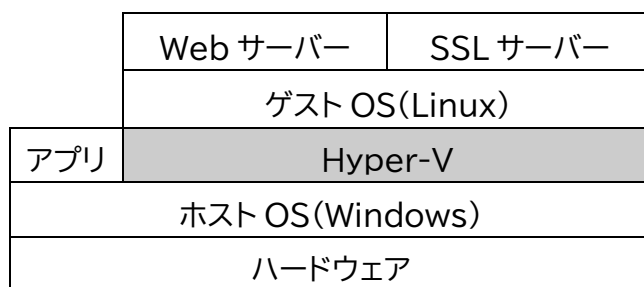 Web サーバー SSL サーバー
ゲスト OS(Linux)
アプリ Hyper-V
ホスト OS(Windows)
ハードウェア